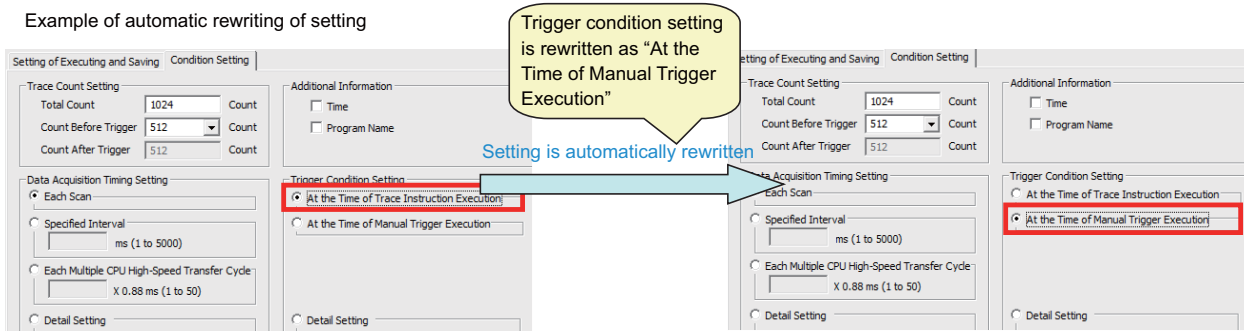 Example of automatic rewriting of setting
Trigger condition setting
is rewritten as “At the
Time of Manual Trigger
Execution”
Setting is automatically rewritten
Setting of Executing and Saving Condition Setting
Trace Count Setting
Total Count 1024 Count
Count Before Trigger 512 Count
Count After Trigger 512 Count
Additional Information
Time
Program Name
Data Acquisition Timing Setting
Each Scan
Specified Interval
ms (1 to 5000)
Each Multiple CPU High-Speed Transfer Cycle
X 0.88 ms (1 to 50)
Detail Setting
Trigger Condition Setting
At the Time of Trace Instruction Execution
At the Time of Manual Trigger Execution
Detail Setting
etting of Executing and Saving Condition Setting
Trace Count Setting
Total Count 1024 Count
Count Before Trigger 512 Count
Count After Trigger 512 Count
Additional Information
Time
Program Name
ta Acquisition Timing Setting
Each Scan
Specified Interval
ms (1 to 5000)
Each Multiple CPU High-Speed Transfer Cycle
X 0.88 ms (1 to 50)
Detail Setting
Trigger Condition Setting
At the Time of Trace Instruction Execution
At the Time of Manual Trigger Execution
Detail Setting